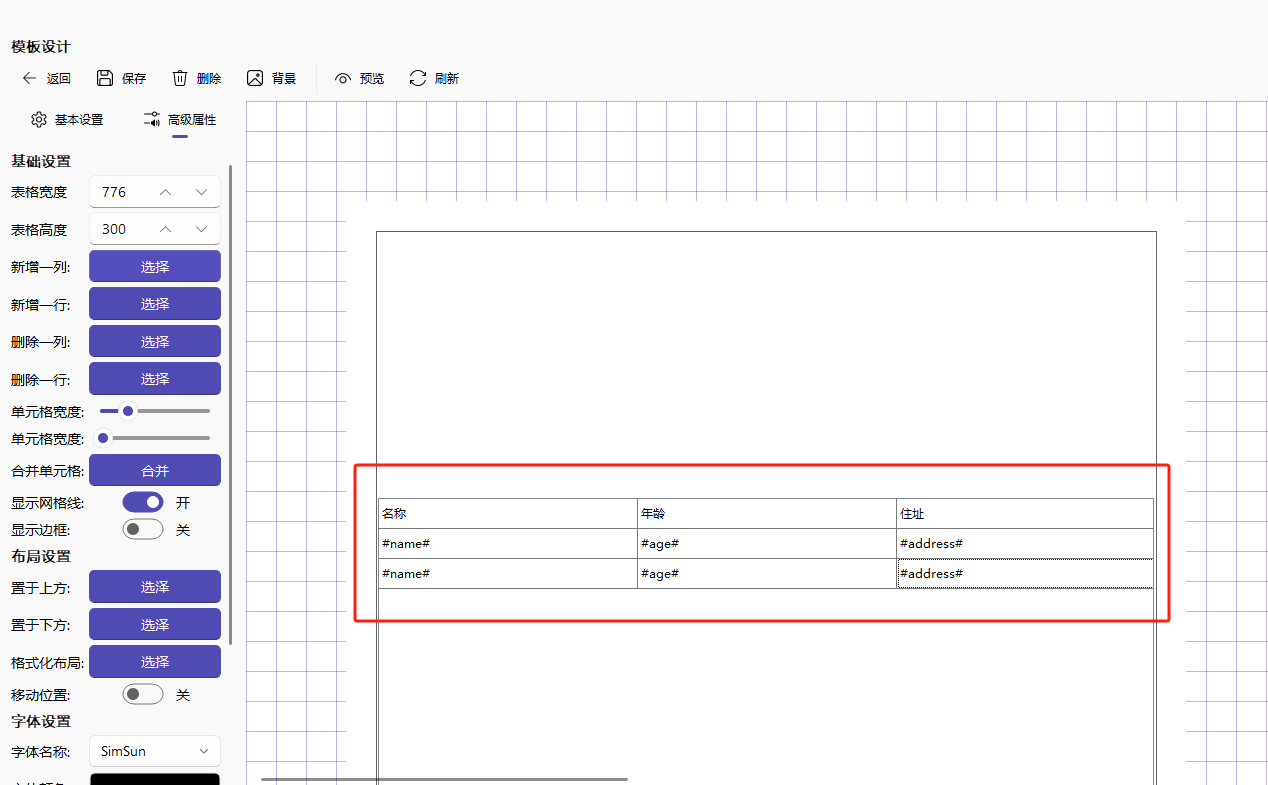 模板设计
返回 保存 删除 背景 预览 刷新
基本设置 高级属性
基础设置
表格宽度 776
表格高度 300
新增一列: 选择
新增一行: 选择
删除一列: 选择
删除一行: 选择
单元格宽度:
单元格宽度:
合并单元格: 合并
显示网格线: 开
显示边框: 关
布局设置
置于上方: 选择
置于下方: 选择
格式化布局: 选择
移动位置: 关
字体设置
字体名称: SimSun
名称 年龄 住址
#name# #age# #address#
#name# #age# #address#